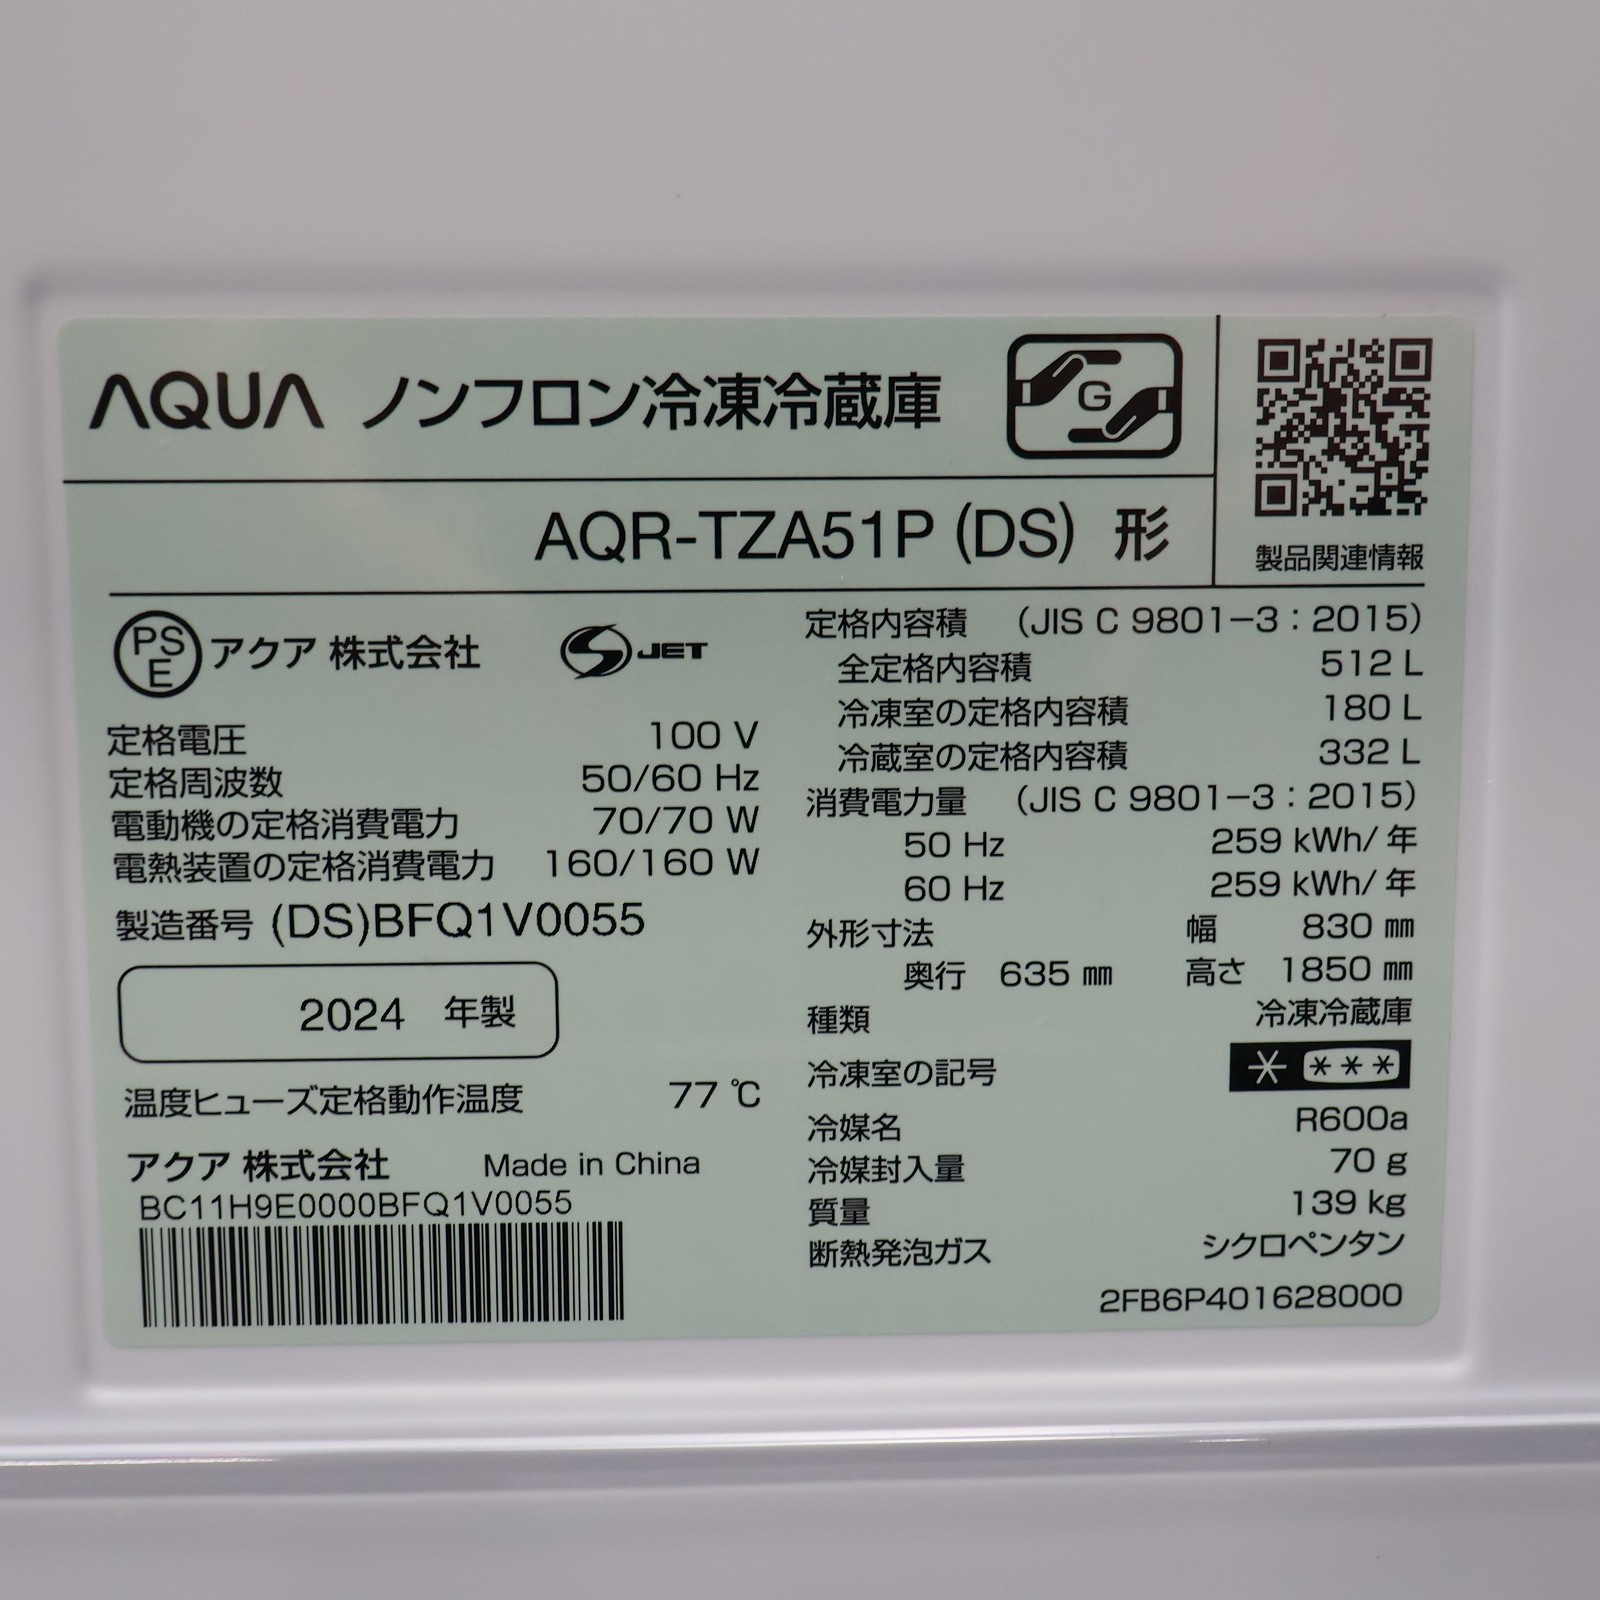 AQUA ノンフロン冷凍冷蔵庫
G
AQR-TZA51P (DS) 形
製品関連情報
PSE アクア 株式会社 S JET
定格電圧 100 V
定格周波数 50/60 Hz
電動機の定格消費電力 70/70 W
電熱装置の定格消費電力 160/160 W
製造番号 (DS)BFQ1V0055
2024 年製
温度ヒューズ定格動作温度 77 ℃
アクア 株式会社 Made in China
BC11H9E0000BFQ1V0055
定格内容積 (JIS C 9801-3：2015)
全定格内容積 512 L
冷凍室の定格内容積 180 L
冷蔵室の定格内容積 332 L
消費電力量 (JIS C 9801-3：2015)
50 Hz 259 kWh/年
60 Hz 259 kWh/年
外形寸法 幅 830 ㎜
奥行 635 ㎜ 高さ 1850 ㎜
種類 冷凍冷蔵庫
冷凍室の記号 * ***
冷媒名 R600a
冷媒封入量 70 g
質量 139 kg
断熱発泡ガス シクロペンタン
2FB6P401628000